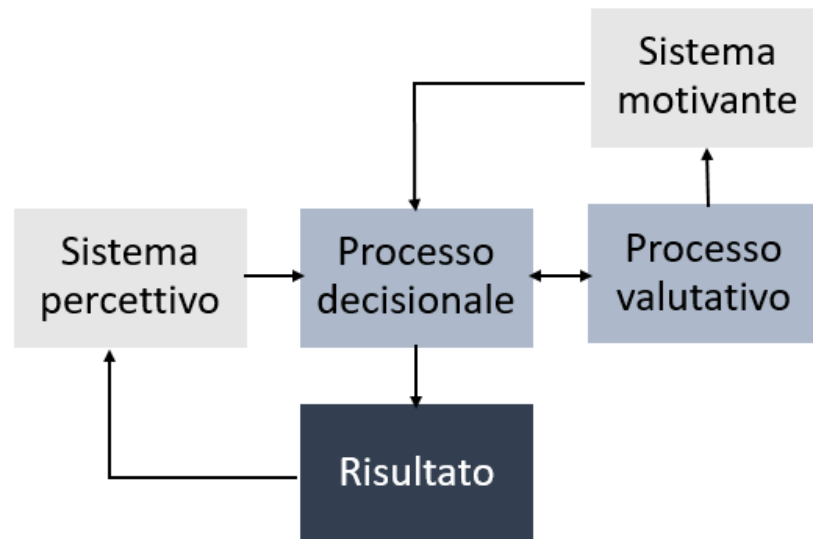 Sistema
motivante
Sistema
percettivo
Processo
decisionale
Processo
valutativo
Risultato